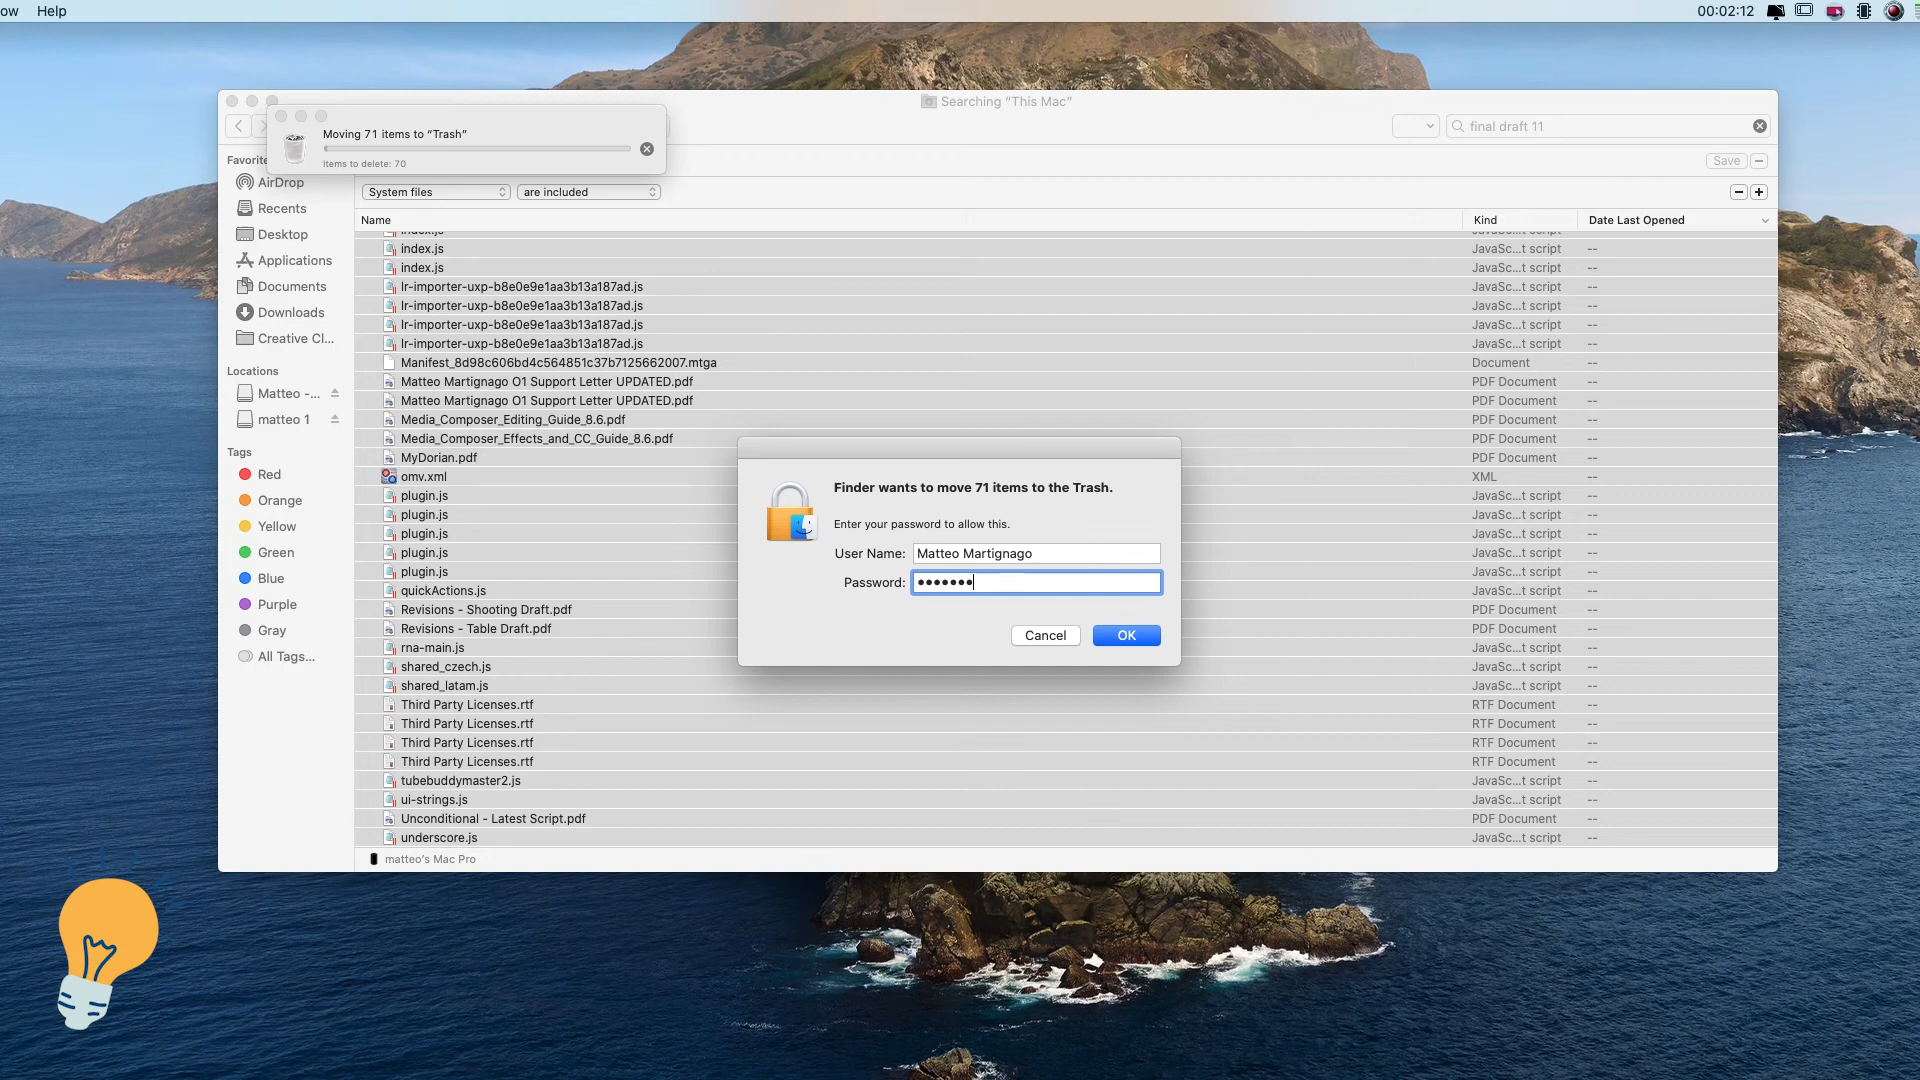 ow Help 00:02:12
Searching “This Mac”
Moving 71 items to “Trash”
Items to delete: 70
final draft 11
Save
Favorite
System files are included
AirDrop
Recents
Desktop
Applications
Documents
Downloads
Creative Cl...
Locations
Matteo -...
matteo 1
Tags
Red
Orange
Yellow
Green
Blue
Purple
Gray
All Tags...
Name Kind Date Last Opened
index.js JavaSc...t script
index.js JavaSc...t script --
index.js JavaSc...t script --
lr-importer-uxp-b8e0e9e1aa3b13a187ad.js JavaSc...t script --
lr-importer-uxp-b8e0e9e1aa3b13a187ad.js JavaSc...t script --
lr-importer-uxp-b8e0e9e1aa3b13a187ad.js JavaSc...t script --
lr-importer-uxp-b8e0e9e1aa3b13a187ad.js JavaSc...t script --
Manifest_8d98c606bd4c564851c37b7125662007.mtga Document --
Matteo Martignago O1 Support Letter UPDATED.pdf PDF Document --
Matteo Martignago O1 Support Letter UPDATED.pdf PDF Document --
Media_Composer_Editing_Guide_8.6.pdf PDF Document --
Media_Composer_Effects_and_CC_Guide_8.6.pdf PDF Document --
MyDorian.pdf PDF Document --
omv.xml XML --
plugin.js JavaSc...t script --
plugin.js JavaSc...t script --
plugin.js JavaSc...t script --
plugin.js JavaSc...t script --
plugin.js JavaSc...t script --
quickActions.js JavaSc...t script --
Revisions - Shooting Draft.pdf PDF Document --
Revisions - Table Draft.pdf PDF Document --
rna-main.js JavaSc...t script --
shared_czech.js JavaSc...t script --
shared_latam.js JavaSc...t script --
Third Party Licenses.rtf RTF Document --
Third Party Licenses.rtf RTF Document --
Third Party Licenses.rtf RTF Document --
Third Party Licenses.rtf RTF Document --
tubebuddymaster2.js JavaSc...t script --
ui-strings.js JavaSc...t script --
Unconditional - Latest Script.pdf PDF Document --
underscore.js JavaSc...t script --
matteo’s Mac Pro
Finder wants to move 71 items to the Trash.
Enter your password to allow this.
User Name: Matteo Martignago
Password: •••••••
Cancel OK